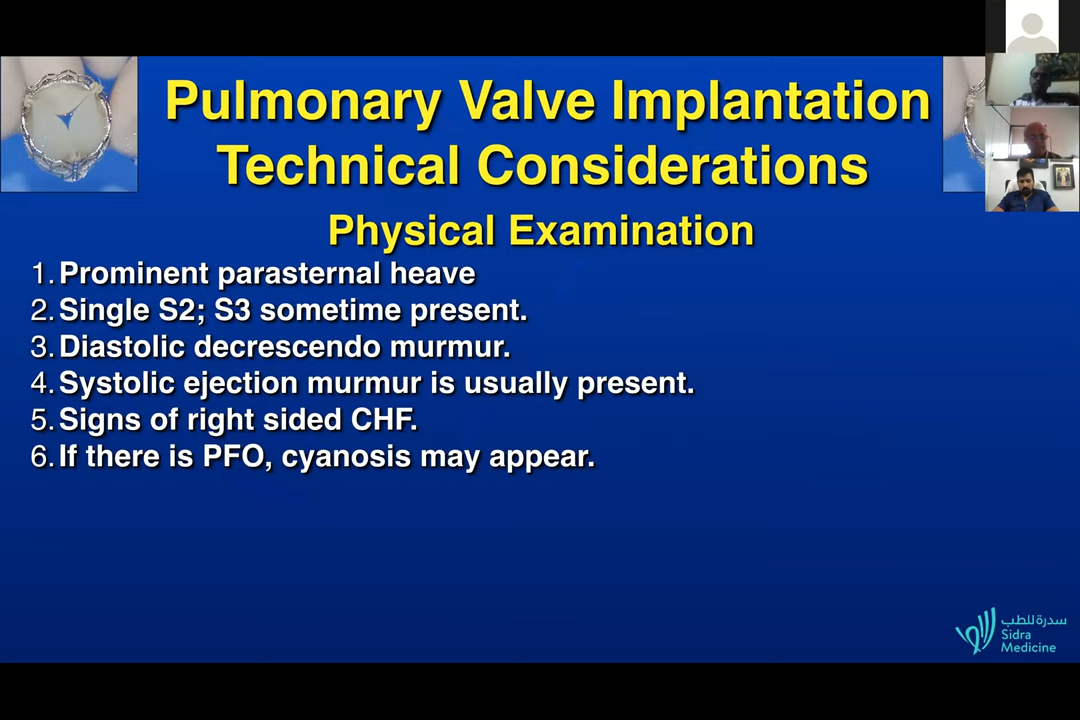 Pulmonary Valve Implantation
Technical Considerations
Physical Examination
1. Prominent parasternal heave
2. Single S2; S3 sometime present.
3. Diastolic decrescendo murmur.
4. Systolic ejection murmur is usually present.
5. Signs of right sided CHF.
6. If there is PFO, cyanosis may appear.
سدرة للطب
Sidra
Medicine